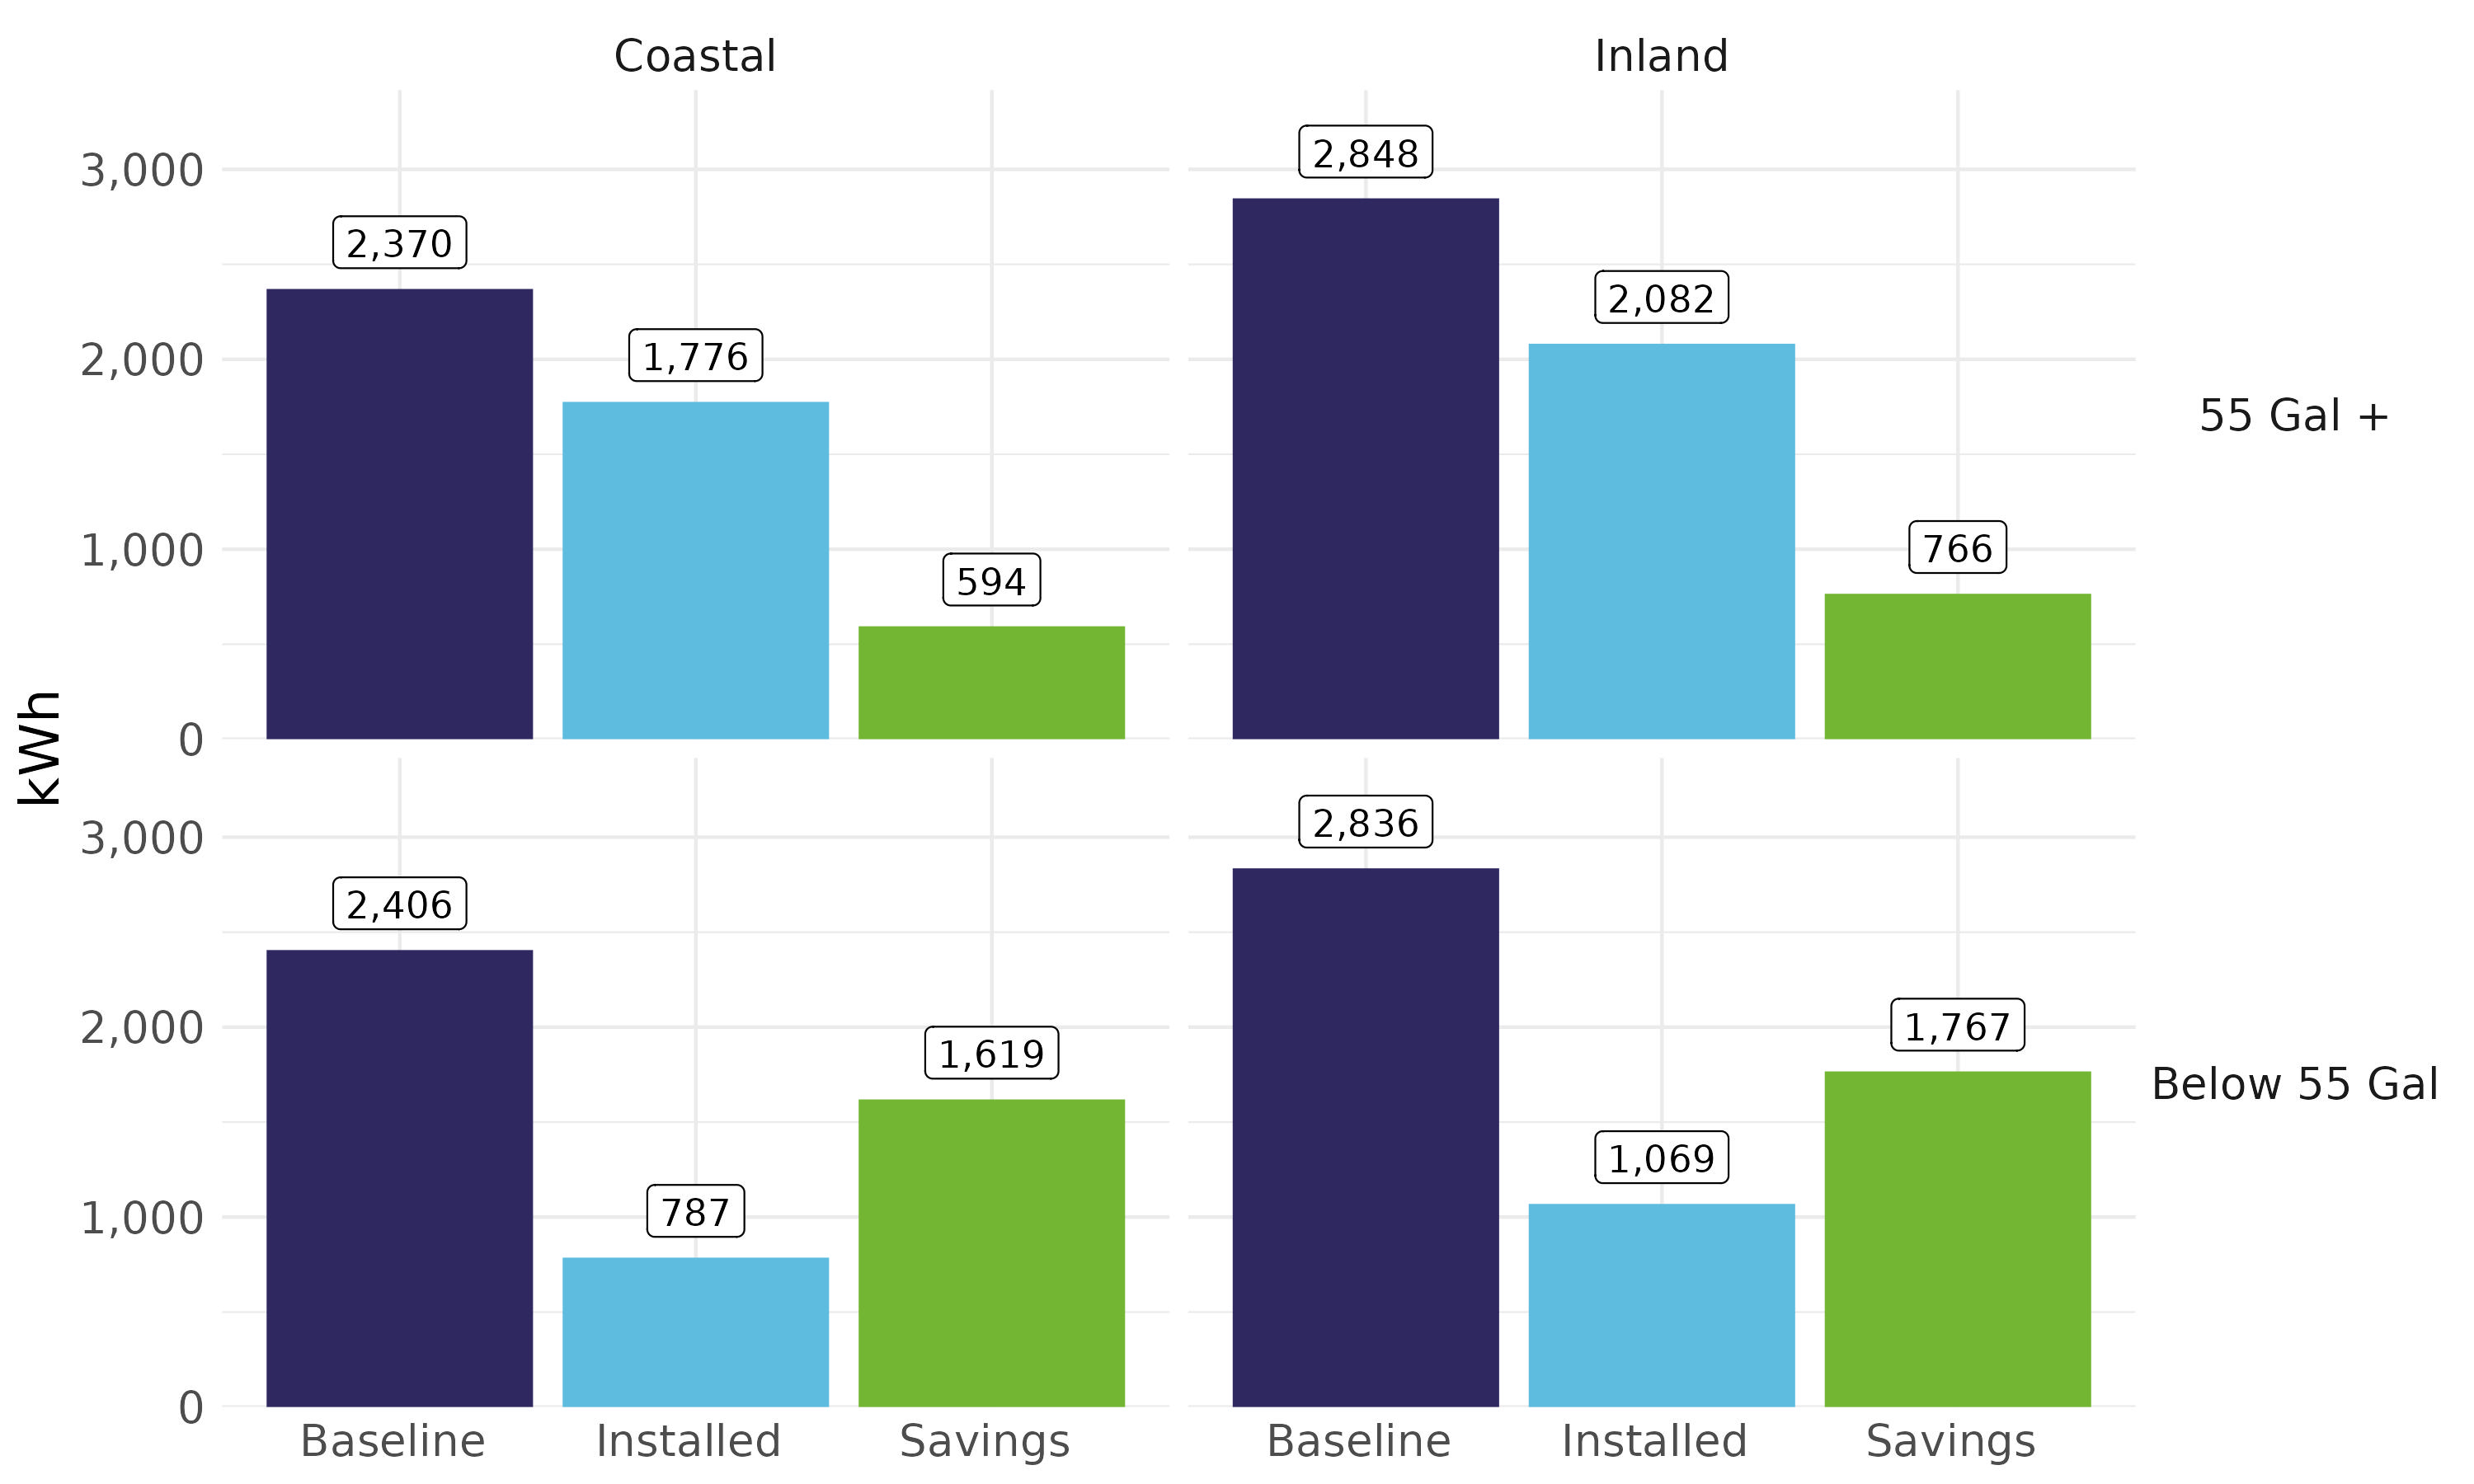 Coastal
Inland
3,000
2,000
1,000
0
2,370
1,776
594
2,848
2,082
766
55 Gal +
kWh
3,000
2,000
1,000
0
2,406
787
1,619
2,836
1,069
1,767
Below 55 Gal
Baseline
Installed
Savings
Baseline
Installed
Savings